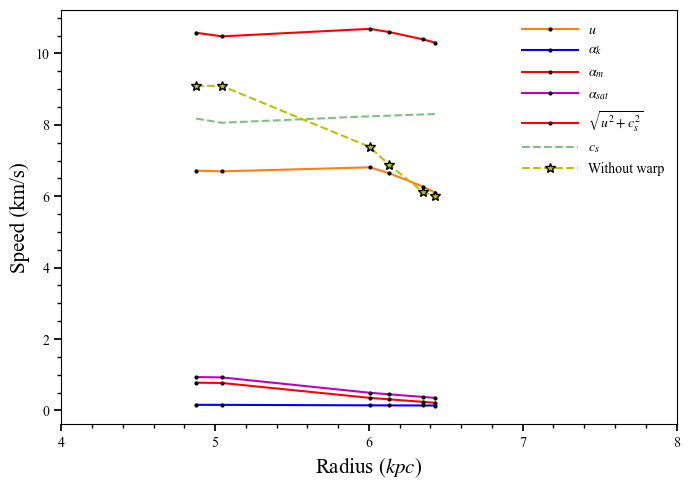 u
αk
αm
αsat
√u² + cs²
cs
Without warp
Speed (km/s)
10
8
6
4
2
0
4 5 6 7 8
Radius (kpc)